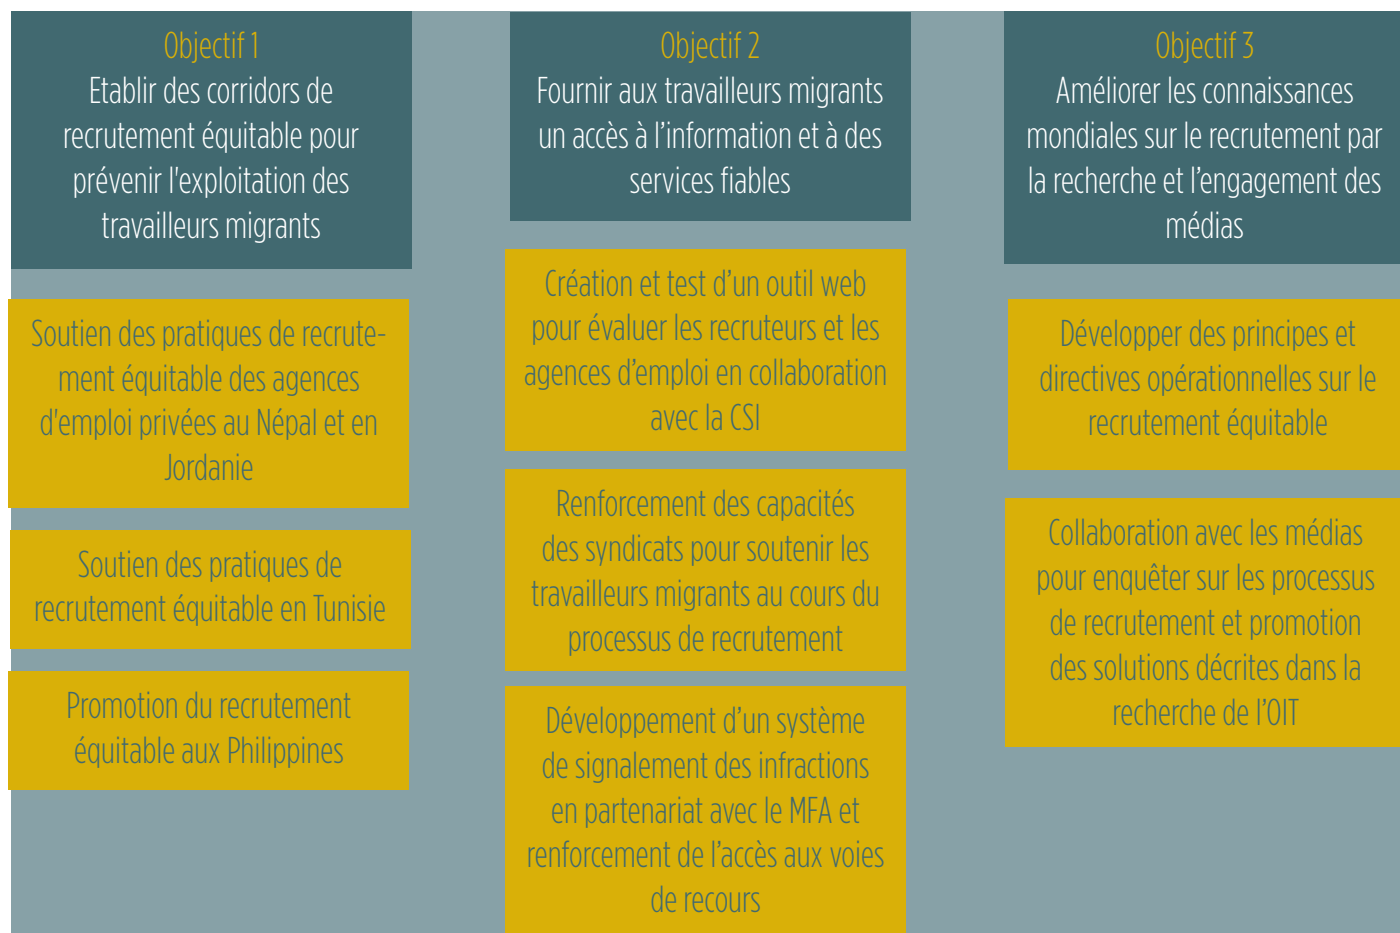 Objectif 1
Etablir des corridors de
recrutement équitable pour
prévenir l'exploitation des
travailleurs migrants
Soutien des pratiques de recrute-
ment équitable des agences
d'emploi privées au Népal et en
Jordanie
Soutien des pratiques de
recrutement équitable en Tunisie
Promotion du recrutement
équitable aux Philippines
Objectif 2
Fournir aux travailleurs migrants
un accès à l’information et à des
services fiables
Création et test d’un outil web
pour évaluer les recruteurs et les
agences d’emploi en collaboration
avec la CSI
Renforcement des capacités
des syndicats pour soutenir les
travailleurs migrants au cours du
processus de recrutement
Développement d’un système
de signalement des infractions
en partenariat avec le MFA et
renforcement de l’accès aux voies
de recours
Objectif 3
Améliorer les connaissances
mondiales sur le recrutement par
la recherche et l’engagement des
médias
Développer des principes et
directives opérationnelles sur le
recrutement équitable
Collaboration avec les médias
pour enquêter sur les processus
de recrutement et promotion
des solutions décrites dans la
recherche de l’OIT